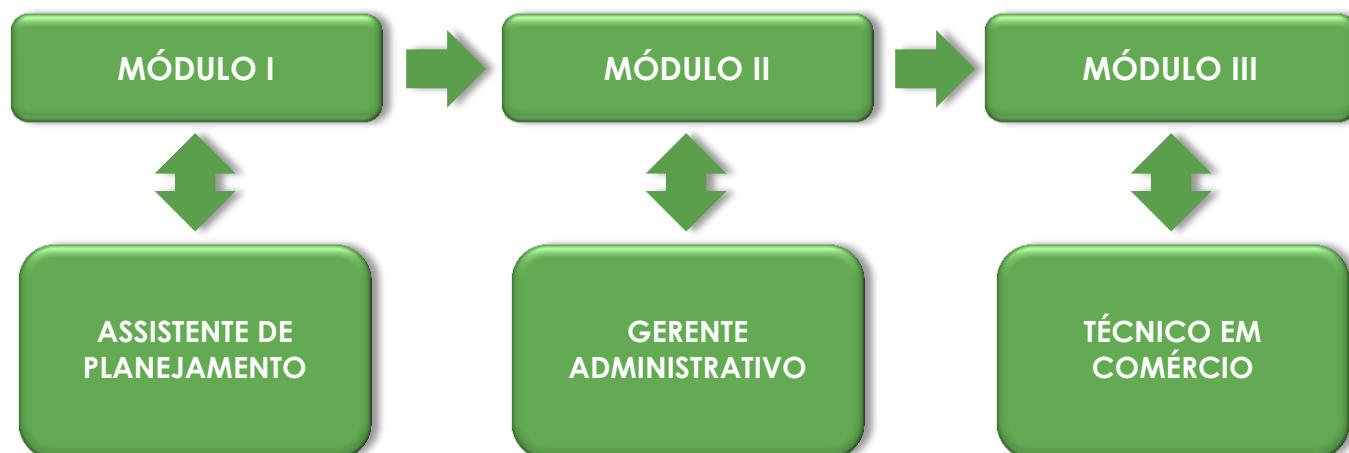 MÓDULO I
MÓDULO II
MÓDULO III
ASSISTENTE DE
PLANEJAMENTO
GERENTE
ADMINISTRATIVO
TÉCNICO EM
COMÉRCIO